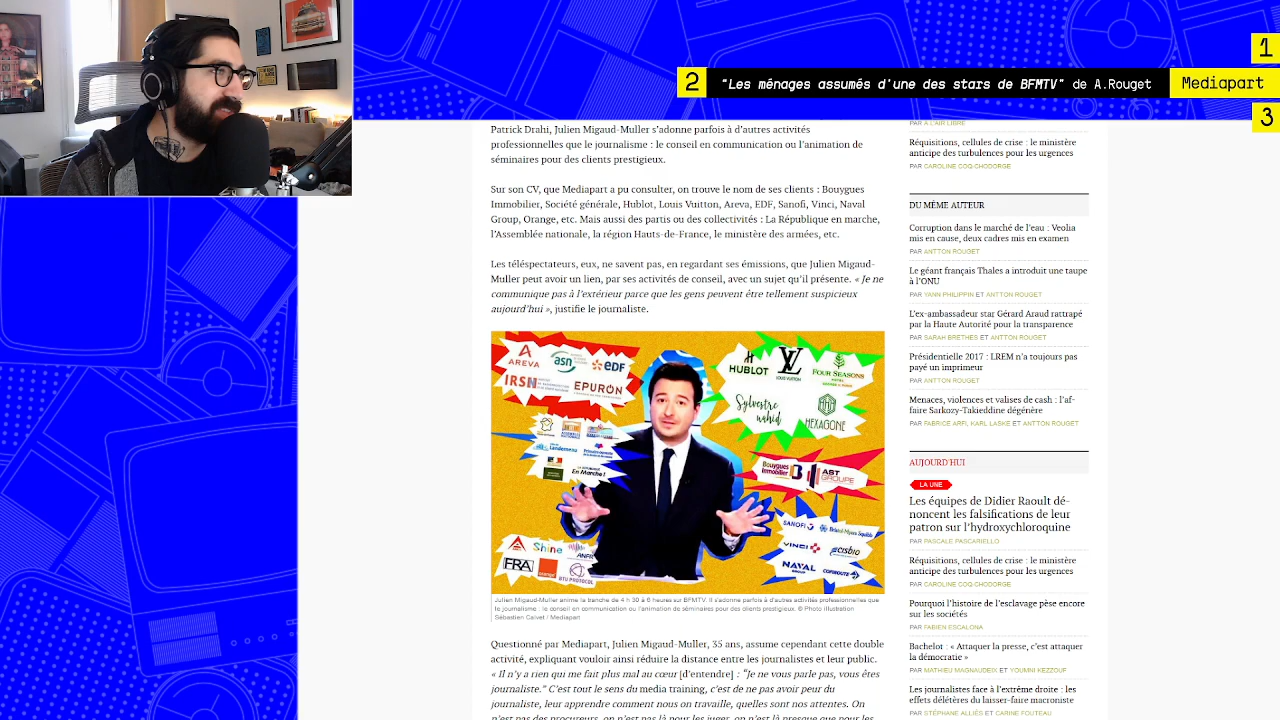 1
2 "Les ménages assumés d'une des stars de BFMTV" de A.Rouget Mediapart
3
Patrick Drahi, Julien Migaud-Muller s'adonne parfois à d'autres activités
professionnelles que le journalisme : le conseil en communication ou l'animation de
séminaires pour des clients prestigieux.
Sur son CV, que Mediapart a pu consulter, on trouve le nom de ses clients : Bouygues
Immobilier, Société générale, Hublot, Louis Vuitton, Areva, EDF, Sanofi, Vinci, Naval
Group, Orange, etc. Mais aussi des partis ou des collectivités : La République en marche,
l'Assemblée nationale, la région Hauts-de-France, le ministère des armées, etc.
Les téléspectateurs, eux, ne savent pas, en regardant ses émissions, que Julien Migaud-
Muller peut avoir un lien, par ses activités de conseil, avec un sujet qu'il présente. « Je ne
communique pas à l'extérieur parce que les gens peuvent être tellement suspicieux
aujourd'hui », justifie le journaliste.
AREVA
asn
edf
IRSN
EPURON
HUBLOT
LOUIS VUITTON
FOUR SEASONS
Sylvestre
wahid
HEXAGONE
Landerneau
En Marche !
Bouygues
Immobilier
AST
GROUPE
SANOFI
Bristol-Myers Squibb
VINCI
cisbio
NAVAL
GROUP
COMPAROUTE
Shine
ANFR
FRA
BTU PROTOCOL
Julien Migaud-Muller anime la tranche de 4 h 30 à 6 heures sur BFMTV. Il s'adonne parfois à d'autres activités professionnelles que
le journalisme : le conseil en communication ou l'animation de séminaires pour des clients prestigieux. © Photo illustration
Sébastien Calvet / Mediapart
Questionné par Mediapart, Julien Migaud-Muller, 35 ans, assume cependant cette double
activité, expliquant vouloir ainsi réduire la distance entre les journalistes et leur public.
« Il n'y a rien qui me fait plus mal au cœur [d'entendre] : "Je ne vous parle pas, vous êtes
journaliste." C'est tout le sens du media training, c'est de ne pas avoir peur du
journaliste, leur apprendre comment nous on travaille, quelles sont nos attentes. On
n'est pas des procureurs, on n'est pas là pour les juger, on n'est là presque que pour les
PAR À L'AIR LIBRE
Réquisitions, cellules de crise : le ministère
anticipe des turbulences pour les urgences
PAR CAROLINE COQ-CHODORGE
DU MÊME AUTEUR
Corruption dans le marché de l'eau : Veolia
mis en cause, deux cadres mis en examen
PAR ANTTON ROUGET
Le géant français Thales a introduit une taupe
à l'ONU
PAR YANN PHILIPPIN ET ANTTON ROUGET
L'ex-ambassadeur star Gérard Araud rattrapé
par la Haute Autorité pour la transparence
PAR SARAH BRETHES ET ANTTON ROUGET
Présidentielle 2017 : LREM n'a toujours pas
payé un imprimeur
PAR ANTTON ROUGET
Menaces, violences et valises de cash : l'af-
faire Sarkozy-Takieddine dégénère
PAR FABRICE ARFI, KARL LASKE ET ANTTON ROUGET
AUJOURD'HUI
LA UNE
Les équipes de Didier Raoult dé-
noncent les falsifications de leur
patron sur l'hydroxychloroquine
PAR PASCALE PASCARIELLO
Réquisitions, cellules de crise : le ministère
anticipe des turbulences pour les urgences
PAR CAROLINE COQ-CHODORGE
Pourquoi l'histoire de l'esclavage pèse encore
sur les sociétés
PAR FABIEN ESCALONA
Bachelot : « Attaquer la presse, c'est attaquer
la démocratie »
PAR MATHIEU MAGNAUDEIX ET YOUMNI KEZZOUF
Les journalistes face à l'extrême droite : les
effets délétères du laisser-faire macroniste
PAR STÉPHANE ALLIÈS ET CARINE FOUTEAU